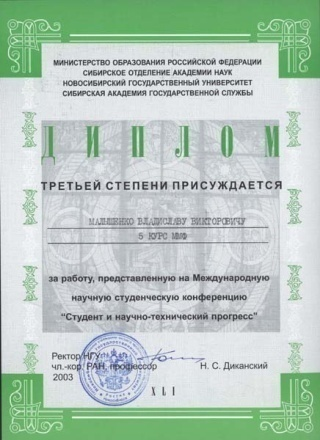 МИНИСТЕРСТВО ОБРАЗОВАНИЯ РОССИЙСКОЙ ФЕДЕРАЦИИ
СИБИРСКОЕ ОТДЕЛЕНИЕ АКАДЕМИИ НАУК
НОВОСИБИРСКИЙ ГОСУДАРСТВЕННЫЙ УНИВЕРСИТЕТ
СИБИРСКАЯ АКАДЕМИЯ ГОСУДАРСТВЕННОЙ СЛУЖБЫ
ДИПЛОМ
ТРЕТЬЕЙ СТЕПЕНИ ПРИСУЖДАЕТСЯ
МАЛЫШЕНКО ВЛАДИСЛАВУ ВИКТОРОВИЧУ
5 КУРС ММФ
за работу, представленную на Международную
научную студенческую конференцию
"Студент и научно-технический прогресс"
Ректор НГУ
чл.-кор. РАН, профессор Н. С. Диканский
2003
XLI